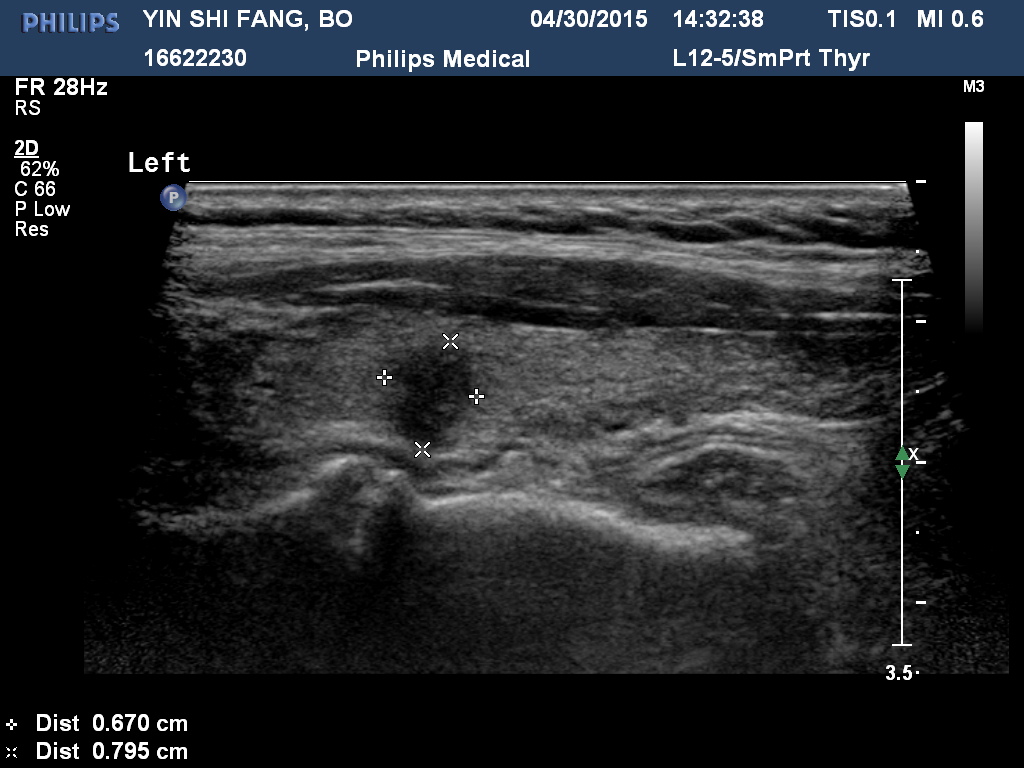 PHILIPS
YIN SHI FANG, BO 04/30/2015 14:32:38 TIS0.1 MI 0.6
16622230 Philips Medical L12-5/SmPrt Thyr
FR 28Hz
RS
M3
2D
62%
C 66
P Low
Res
Left
P
X
3.5
Dist 0.670 cm
Dist 0.795 cm